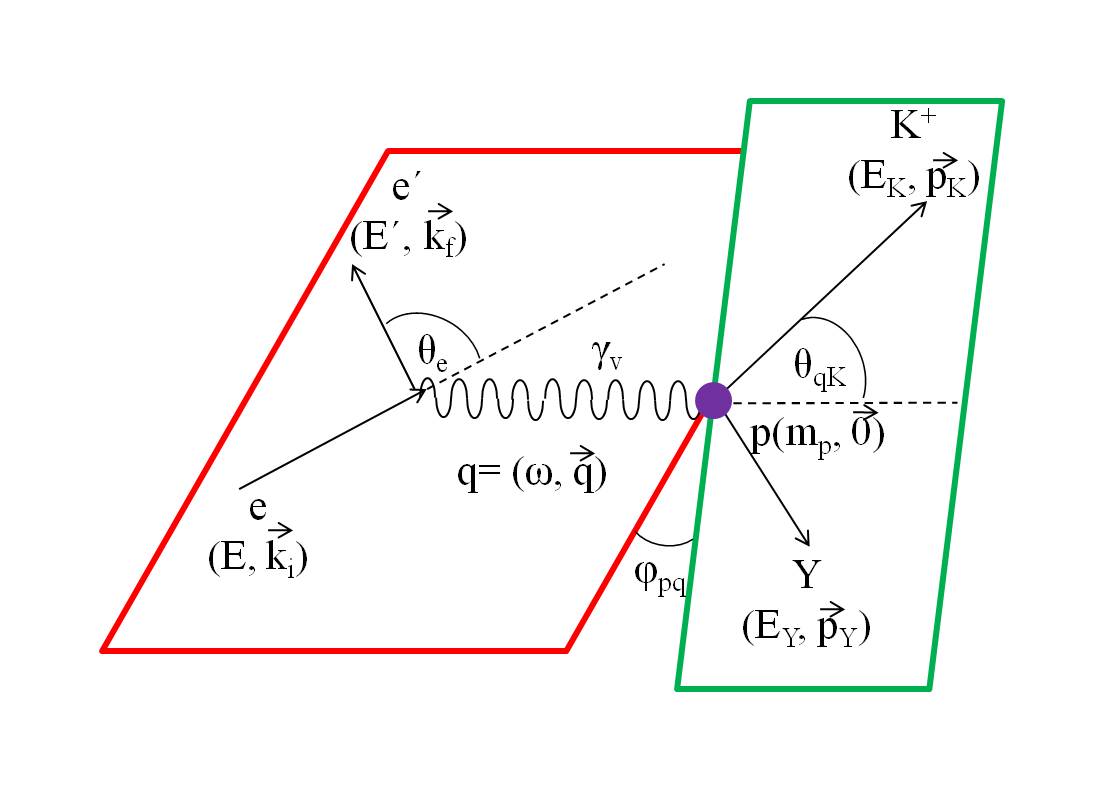 K⁺
(E_K, p⃗_K)
e´
(E´, k⃗_f)
θ_e
γ_v
θ_qK
p(m_p, 0⃗)
q= (ω, q⃗)
e
(E, k⃗_i)
φ_pq
Y
(E_Y, p⃗_Y)